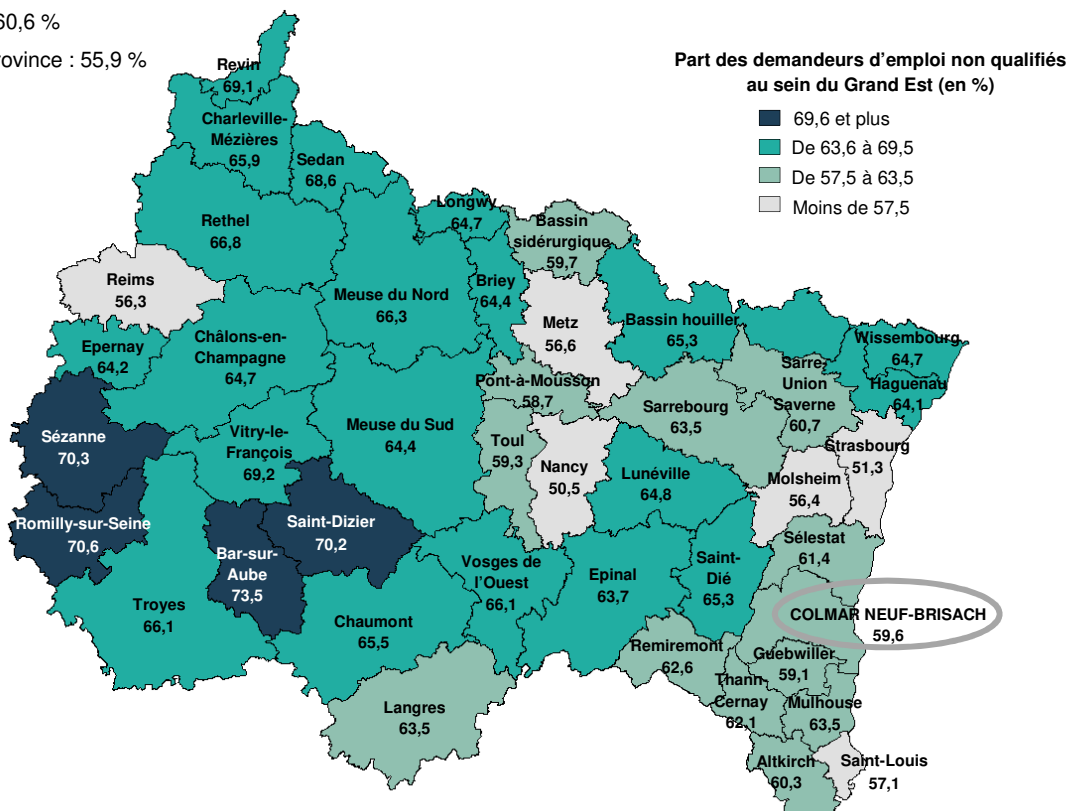 60,6 %
rovince : 55,9 %
Part des demandeurs d'emploi non qualifiés
au sein du Grand Est (en %)
69,6 et plus
De 63,6 à 69,5
De 57,5 à 63,5
Moins de 57,5
Revin
69,1
Charleville-
Mézières
65,9
Sedan
68,6
Rethel
66,8
Longwy
64,7
Bassin
sidérurgique
59,7
Reims
56,3
Meuse du Nord
66,3
Briey
64,4
Metz
56,6
Bassin houiller
65,3
Wissembourg
64,7
Epernay
64,2
Châlons-en-
Champagne
64,7
Pont-à-Mousson
58,7
Sarrebourg
63,5
Sarre-
Union
Saverne
60,7
Haguenau
64,1
Sézanne
70,3
Vitry-le-
François
69,2
Meuse du Sud
64,4
Toul
59,3
Nancy
50,5
Lunéville
64,8
Molsheim
56,4
Strasbourg
51,3
Romilly-sur-Seine
70,6
Saint-Dizier
70,2
Bar-sur-
Aube
73,5
Vosges de
l'Ouest
66,1
Epinal
63,7
Saint-
Dié
65,3
Sélestat
61,4
Troyes
66,1
Chaumont
65,5
COLMAR NEUF-BRISACH
59,6
Remiremont
62,6
Guebwiller
59,1
Thann
Cernay
62,1
Mulhouse
63,5
Langres
63,5
Altkirch
60,3
Saint-Louis
57,1